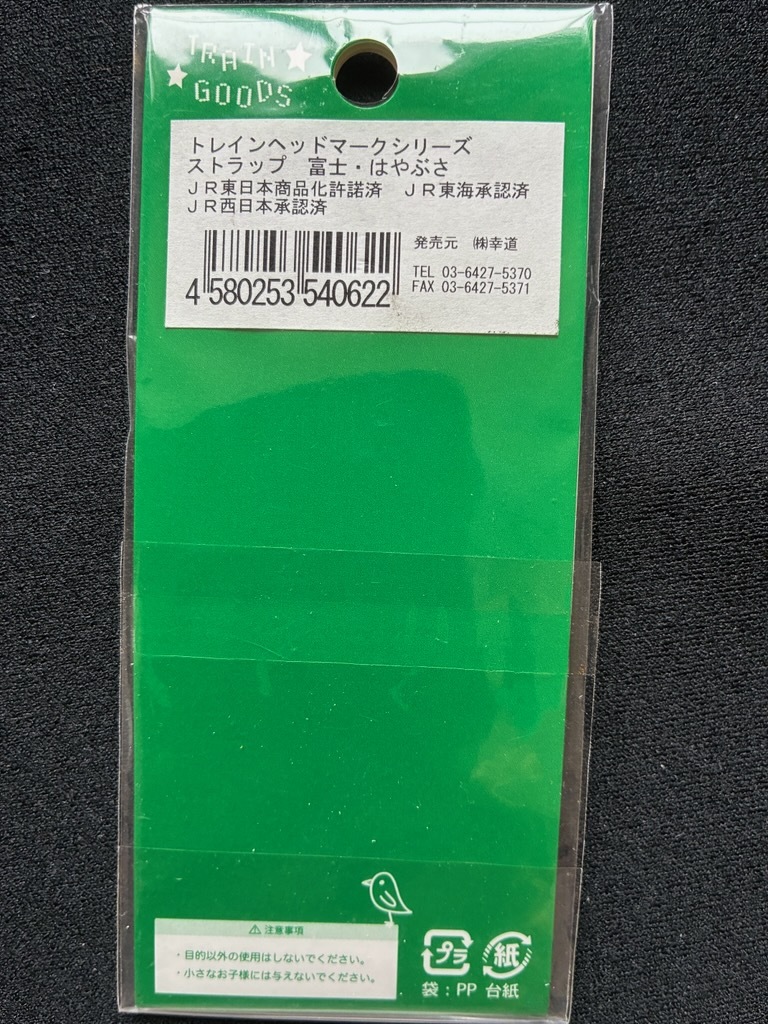 TRAIN
GOODS
トレインヘッドマークシリーズ
ストラップ 富士・はやぶさ
ＪＲ東日本商品化許諾済 ＪＲ東海承認済
ＪＲ西日本承認済
発売元 ㈱幸道
TEL 03-6427-5370
FAX 03-6427-5371
4 580253 540622
⚠ 注意事項
・目的以外の使用はしないでください。
・小さなお子様には与えないでください。
プラ 紙
袋：PP 台紙